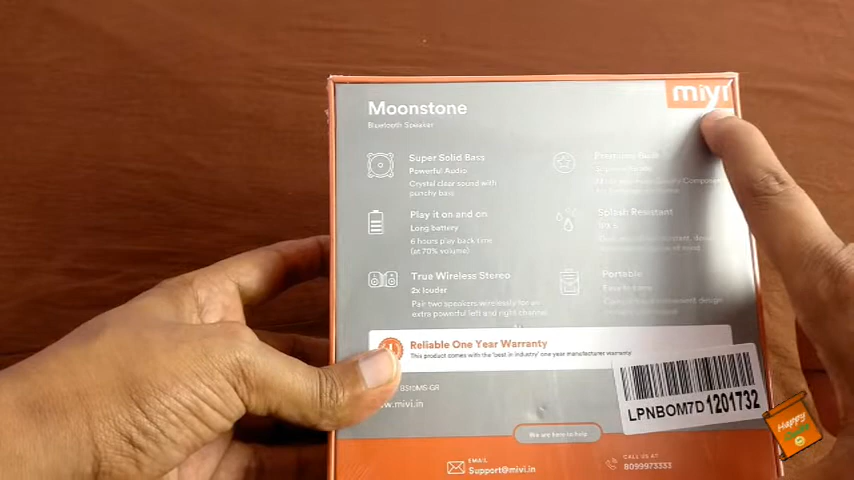 mivi
Moonstone
Bluetooth Speaker
Super Solid Bass
Powerful Audio
Crystal clear sound with
punchy bass
Premium Build
Play it on and on
Long battery
6 hours play back time
(at 70% volume)
Splash Resistant
True Wireless Stereo
2x louder
Pair two speakers wirelessly for an
extra powerful left and right channel
Portable
Reliable One Year Warranty
This product comes with the 'best in industry' one year manufacturer warranty
w.mivi.in
LPNBOM7D1201732
We are here to help
EMAIL
Support@mivi.in
CALL US AT
8099973333
Happy